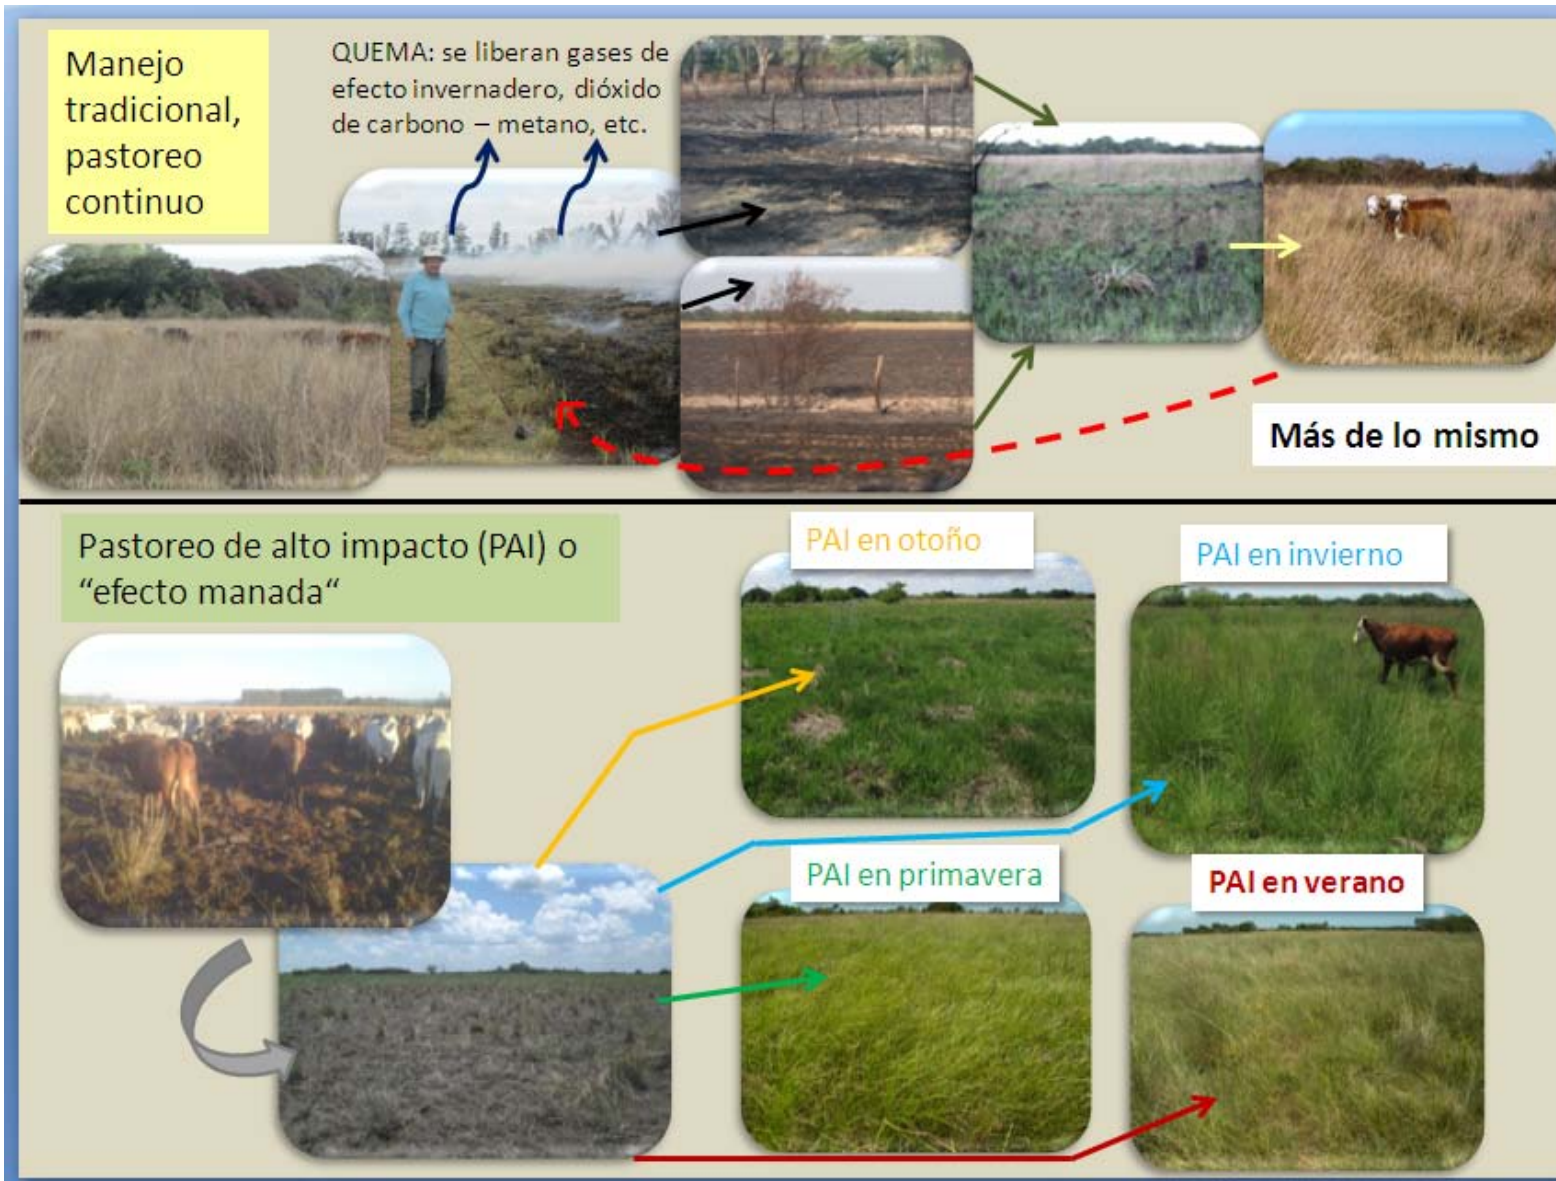 Manejo
tradicional,
pastoreo
continuo
QUEMA: se liberan gases de
efecto invernadero, dióxido
de carbono – metano, etc.
Más de lo mismo
Pastoreo de alto impacto (PAI) o
“efecto manada“
PAI en otoño
PAI en invierno
PAI en primavera
PAI en verano